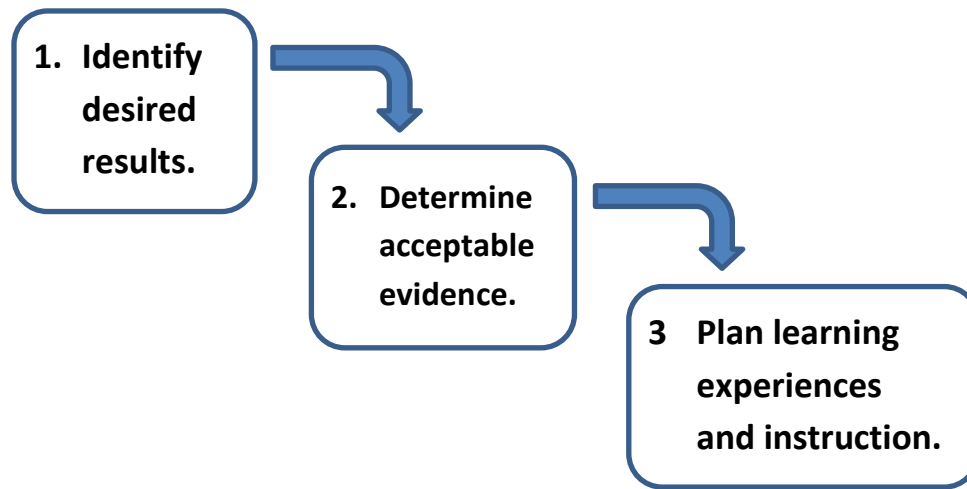 1. Identify
desired
results.
2. Determine
acceptable
evidence.
3 Plan learning
experiences
and instruction.